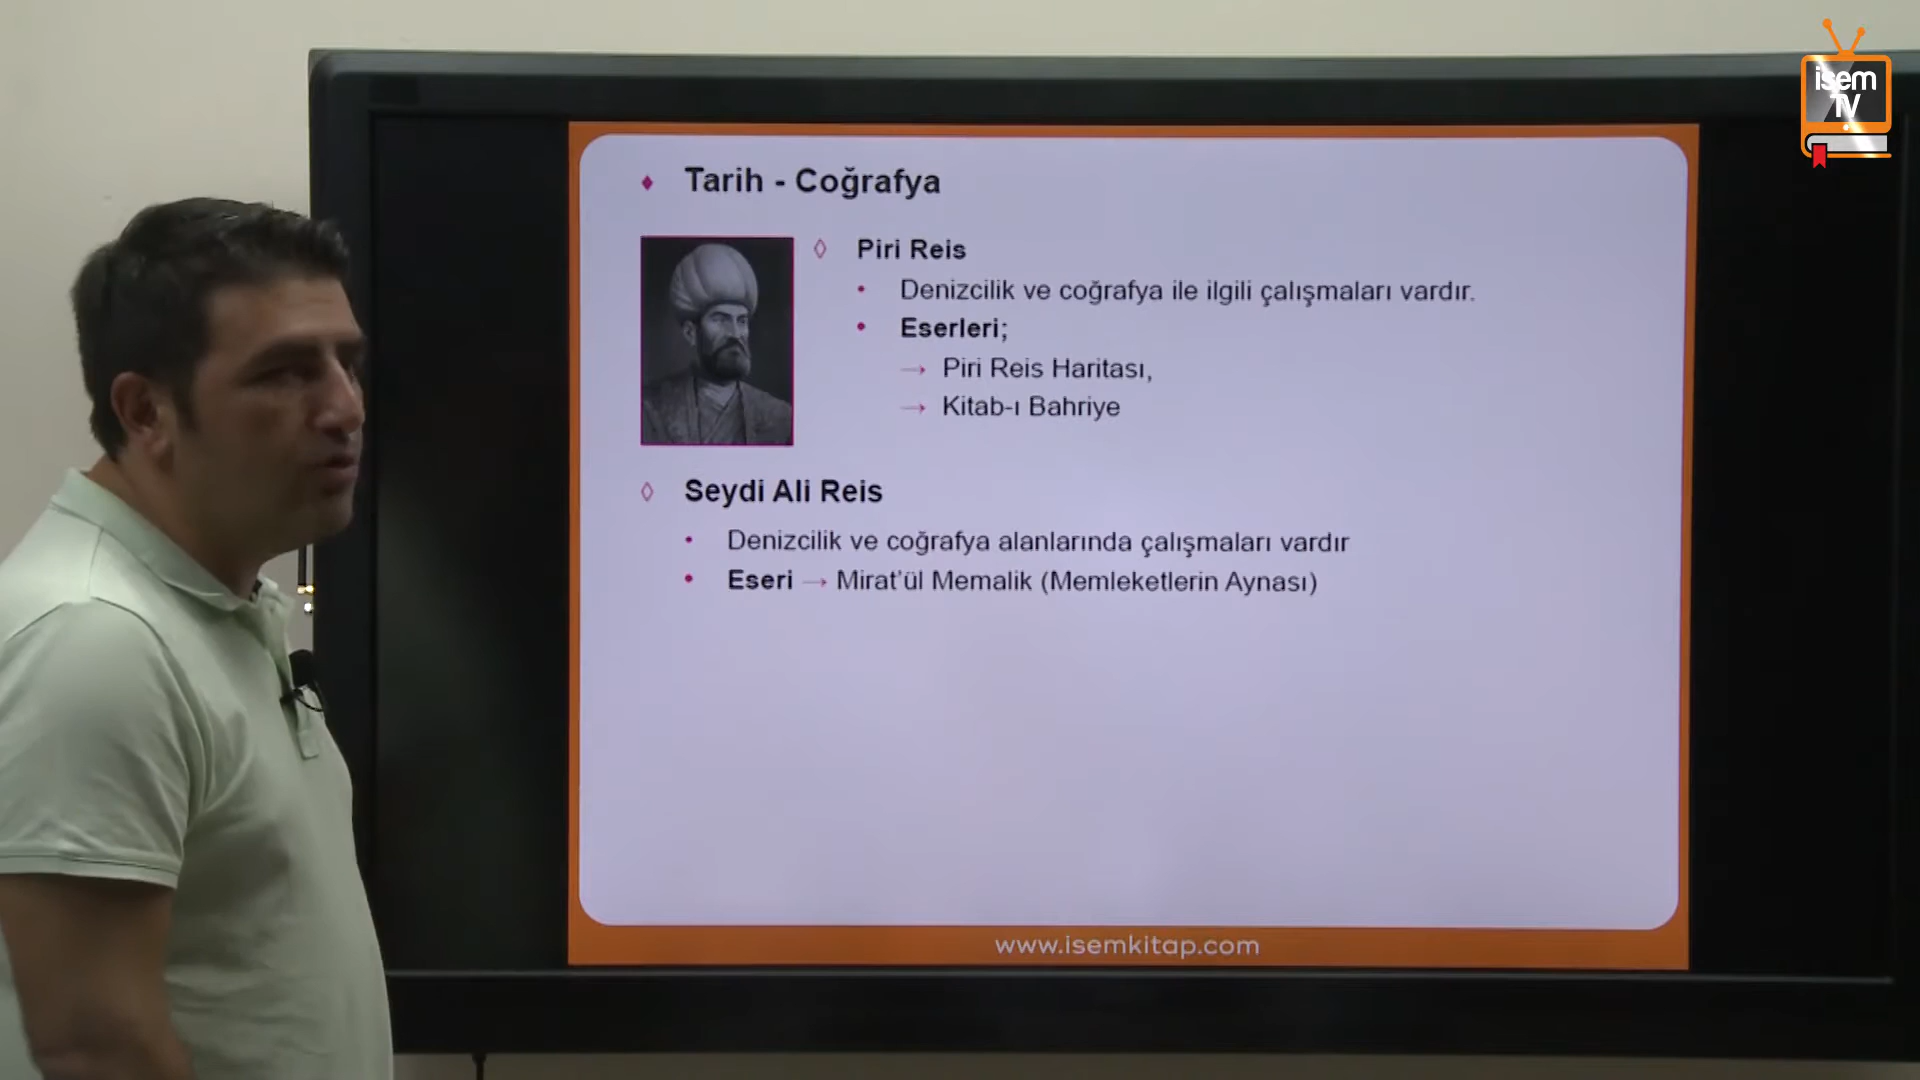 isem
TV
Tarih - Coğrafya
Piri Reis
Denizcilik ve coğrafya ile ilgili çalışmaları vardır.
Eserleri;
→ Piri Reis Haritası,
→ Kitab-ı Bahriye
Seydi Ali Reis
Denizcilik ve coğrafya alanlarında çalışmaları vardır
Eseri → Mirat'ül Memalik (Memleketlerin Aynası)
www.isemkitap.com